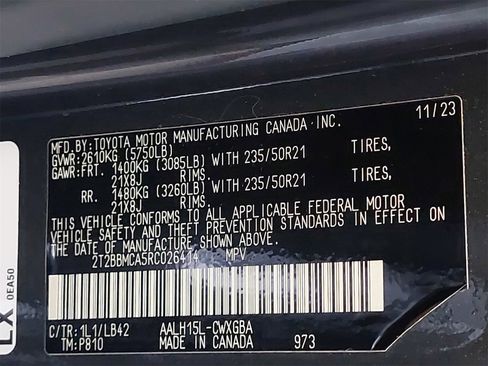 11/23
MFD.BY:TOYOTA MOTOR MANUFACTURING CANADA INC.
GVWR:2610KG (5750LB)
GAWR:FRT. 1400KG (3085LB) WITH 235/50R21 TIRES,
21X8J RIMS,
RR. 1480KG (3260LB) WITH 235/50R21 TIRES,
21X8J RIMS.
THIS VEHICLE CONFORMS TO ALL APPLICABLE FEDERAL MOTOR
VEHICLE SAFETY AND THEFT PREVENTION STANDARDS IN EFFECT ON
THE DATE OF MANUFACTURE SHOWN ABOVE.
2T2BBMCA5RC026414 MPV
C/TR:1L1/LB42 AALH15L-CWXGBA
TM:P810 MADE IN CANADA 973
LX
0EA50